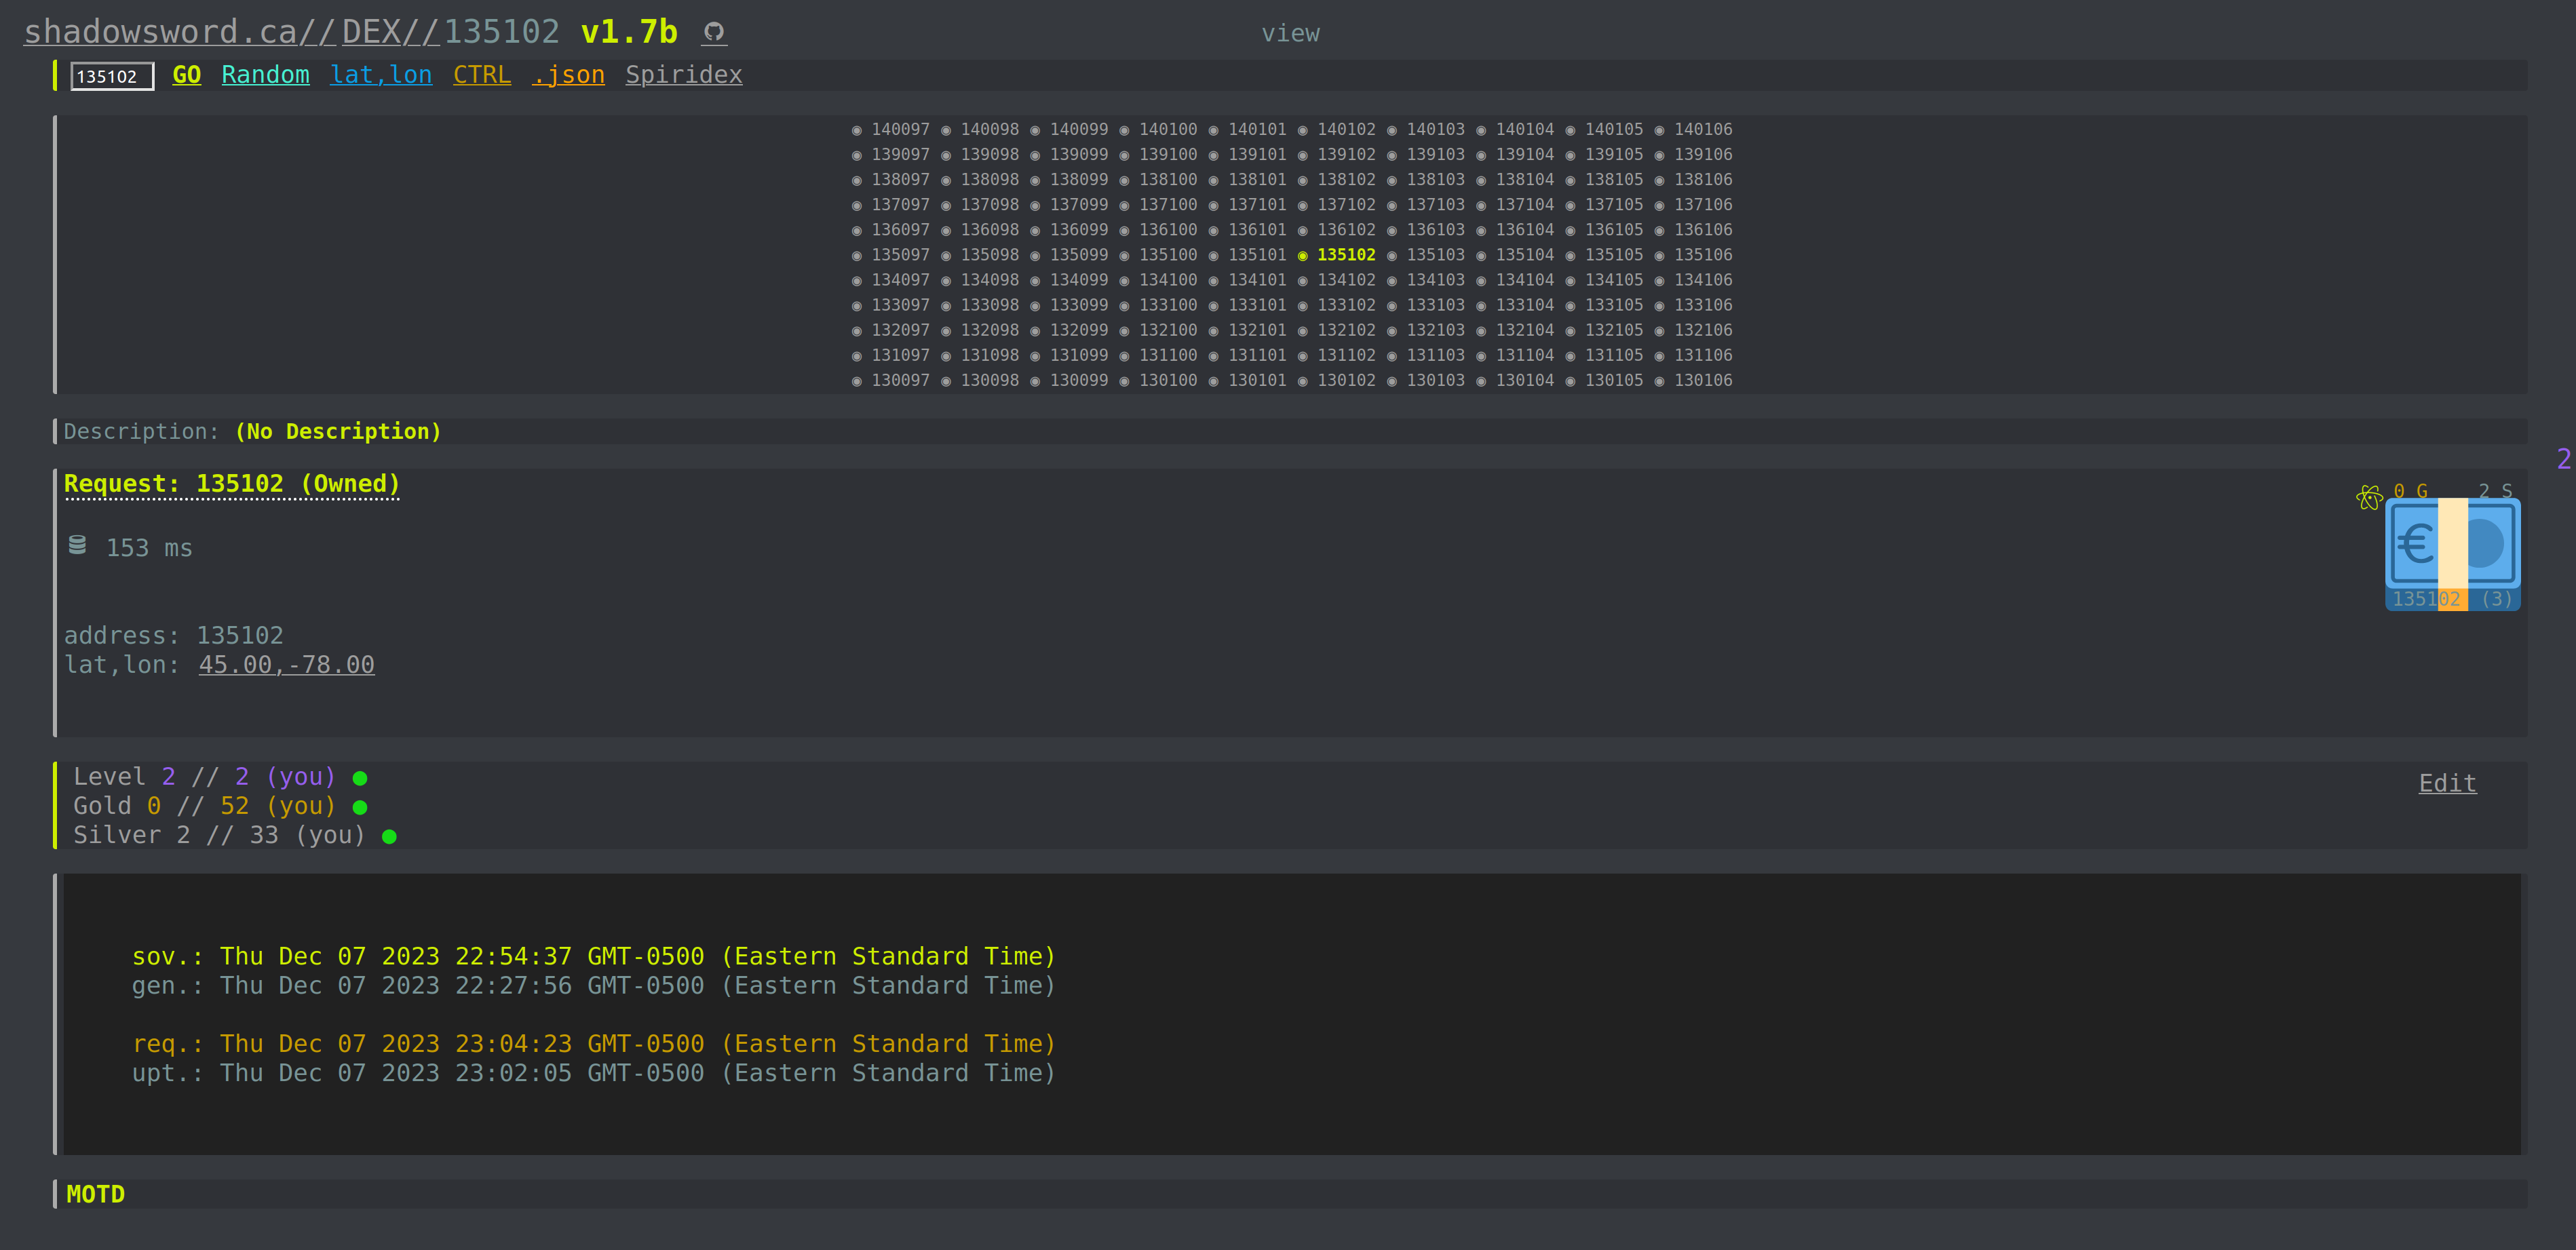 shadowsword.ca// DEX// 135102 v1.7b view
135102 GO Random lat,lon CTRL .json Spiridex
◉ 140097 ◉ 140098 ◉ 140099 ◉ 140100 ◉ 140101 ◉ 140102 ◉ 140103 ◉ 140104 ◉ 140105 ◉ 140106
◉ 139097 ◉ 139098 ◉ 139099 ◉ 139100 ◉ 139101 ◉ 139102 ◉ 139103 ◉ 139104 ◉ 139105 ◉ 139106
◉ 138097 ◉ 138098 ◉ 138099 ◉ 138100 ◉ 138101 ◉ 138102 ◉ 138103 ◉ 138104 ◉ 138105 ◉ 138106
◉ 137097 ◉ 137098 ◉ 137099 ◉ 137100 ◉ 137101 ◉ 137102 ◉ 137103 ◉ 137104 ◉ 137105 ◉ 137106
◉ 136097 ◉ 136098 ◉ 136099 ◉ 136100 ◉ 136101 ◉ 136102 ◉ 136103 ◉ 136104 ◉ 136105 ◉ 136106
◉ 135097 ◉ 135098 ◉ 135099 ◉ 135100 ◉ 135101 ◉ 135102 ◉ 135103 ◉ 135104 ◉ 135105 ◉ 135106
◉ 134097 ◉ 134098 ◉ 134099 ◉ 134100 ◉ 134101 ◉ 134102 ◉ 134103 ◉ 134104 ◉ 134105 ◉ 134106
◉ 133097 ◉ 133098 ◉ 133099 ◉ 133100 ◉ 133101 ◉ 133102 ◉ 133103 ◉ 133104 ◉ 133105 ◉ 133106
◉ 132097 ◉ 132098 ◉ 132099 ◉ 132100 ◉ 132101 ◉ 132102 ◉ 132103 ◉ 132104 ◉ 132105 ◉ 132106
◉ 131097 ◉ 131098 ◉ 131099 ◉ 131100 ◉ 131101 ◉ 131102 ◉ 131103 ◉ 131104 ◉ 131105 ◉ 131106
◉ 130097 ◉ 130098 ◉ 130099 ◉ 130100 ◉ 130101 ◉ 130102 ◉ 130103 ◉ 130104 ◉ 130105 ◉ 130106
Description: (No Description)
2
Request: 135102 (Owned)
0 G 2 S
€
153 ms
135102 (3)
address: 135102
lat,lon: 45.00,-78.00
Level 2 // 2 (you)
Edit
Gold 0 // 52 (you)
Silver 2 // 33 (you)
sov.: Thu Dec 07 2023 22:54:37 GMT-0500 (Eastern Standard Time)
gen.: Thu Dec 07 2023 22:27:56 GMT-0500 (Eastern Standard Time)
req.: Thu Dec 07 2023 23:04:23 GMT-0500 (Eastern Standard Time)
upt.: Thu Dec 07 2023 23:02:05 GMT-0500 (Eastern Standard Time)
MOTD